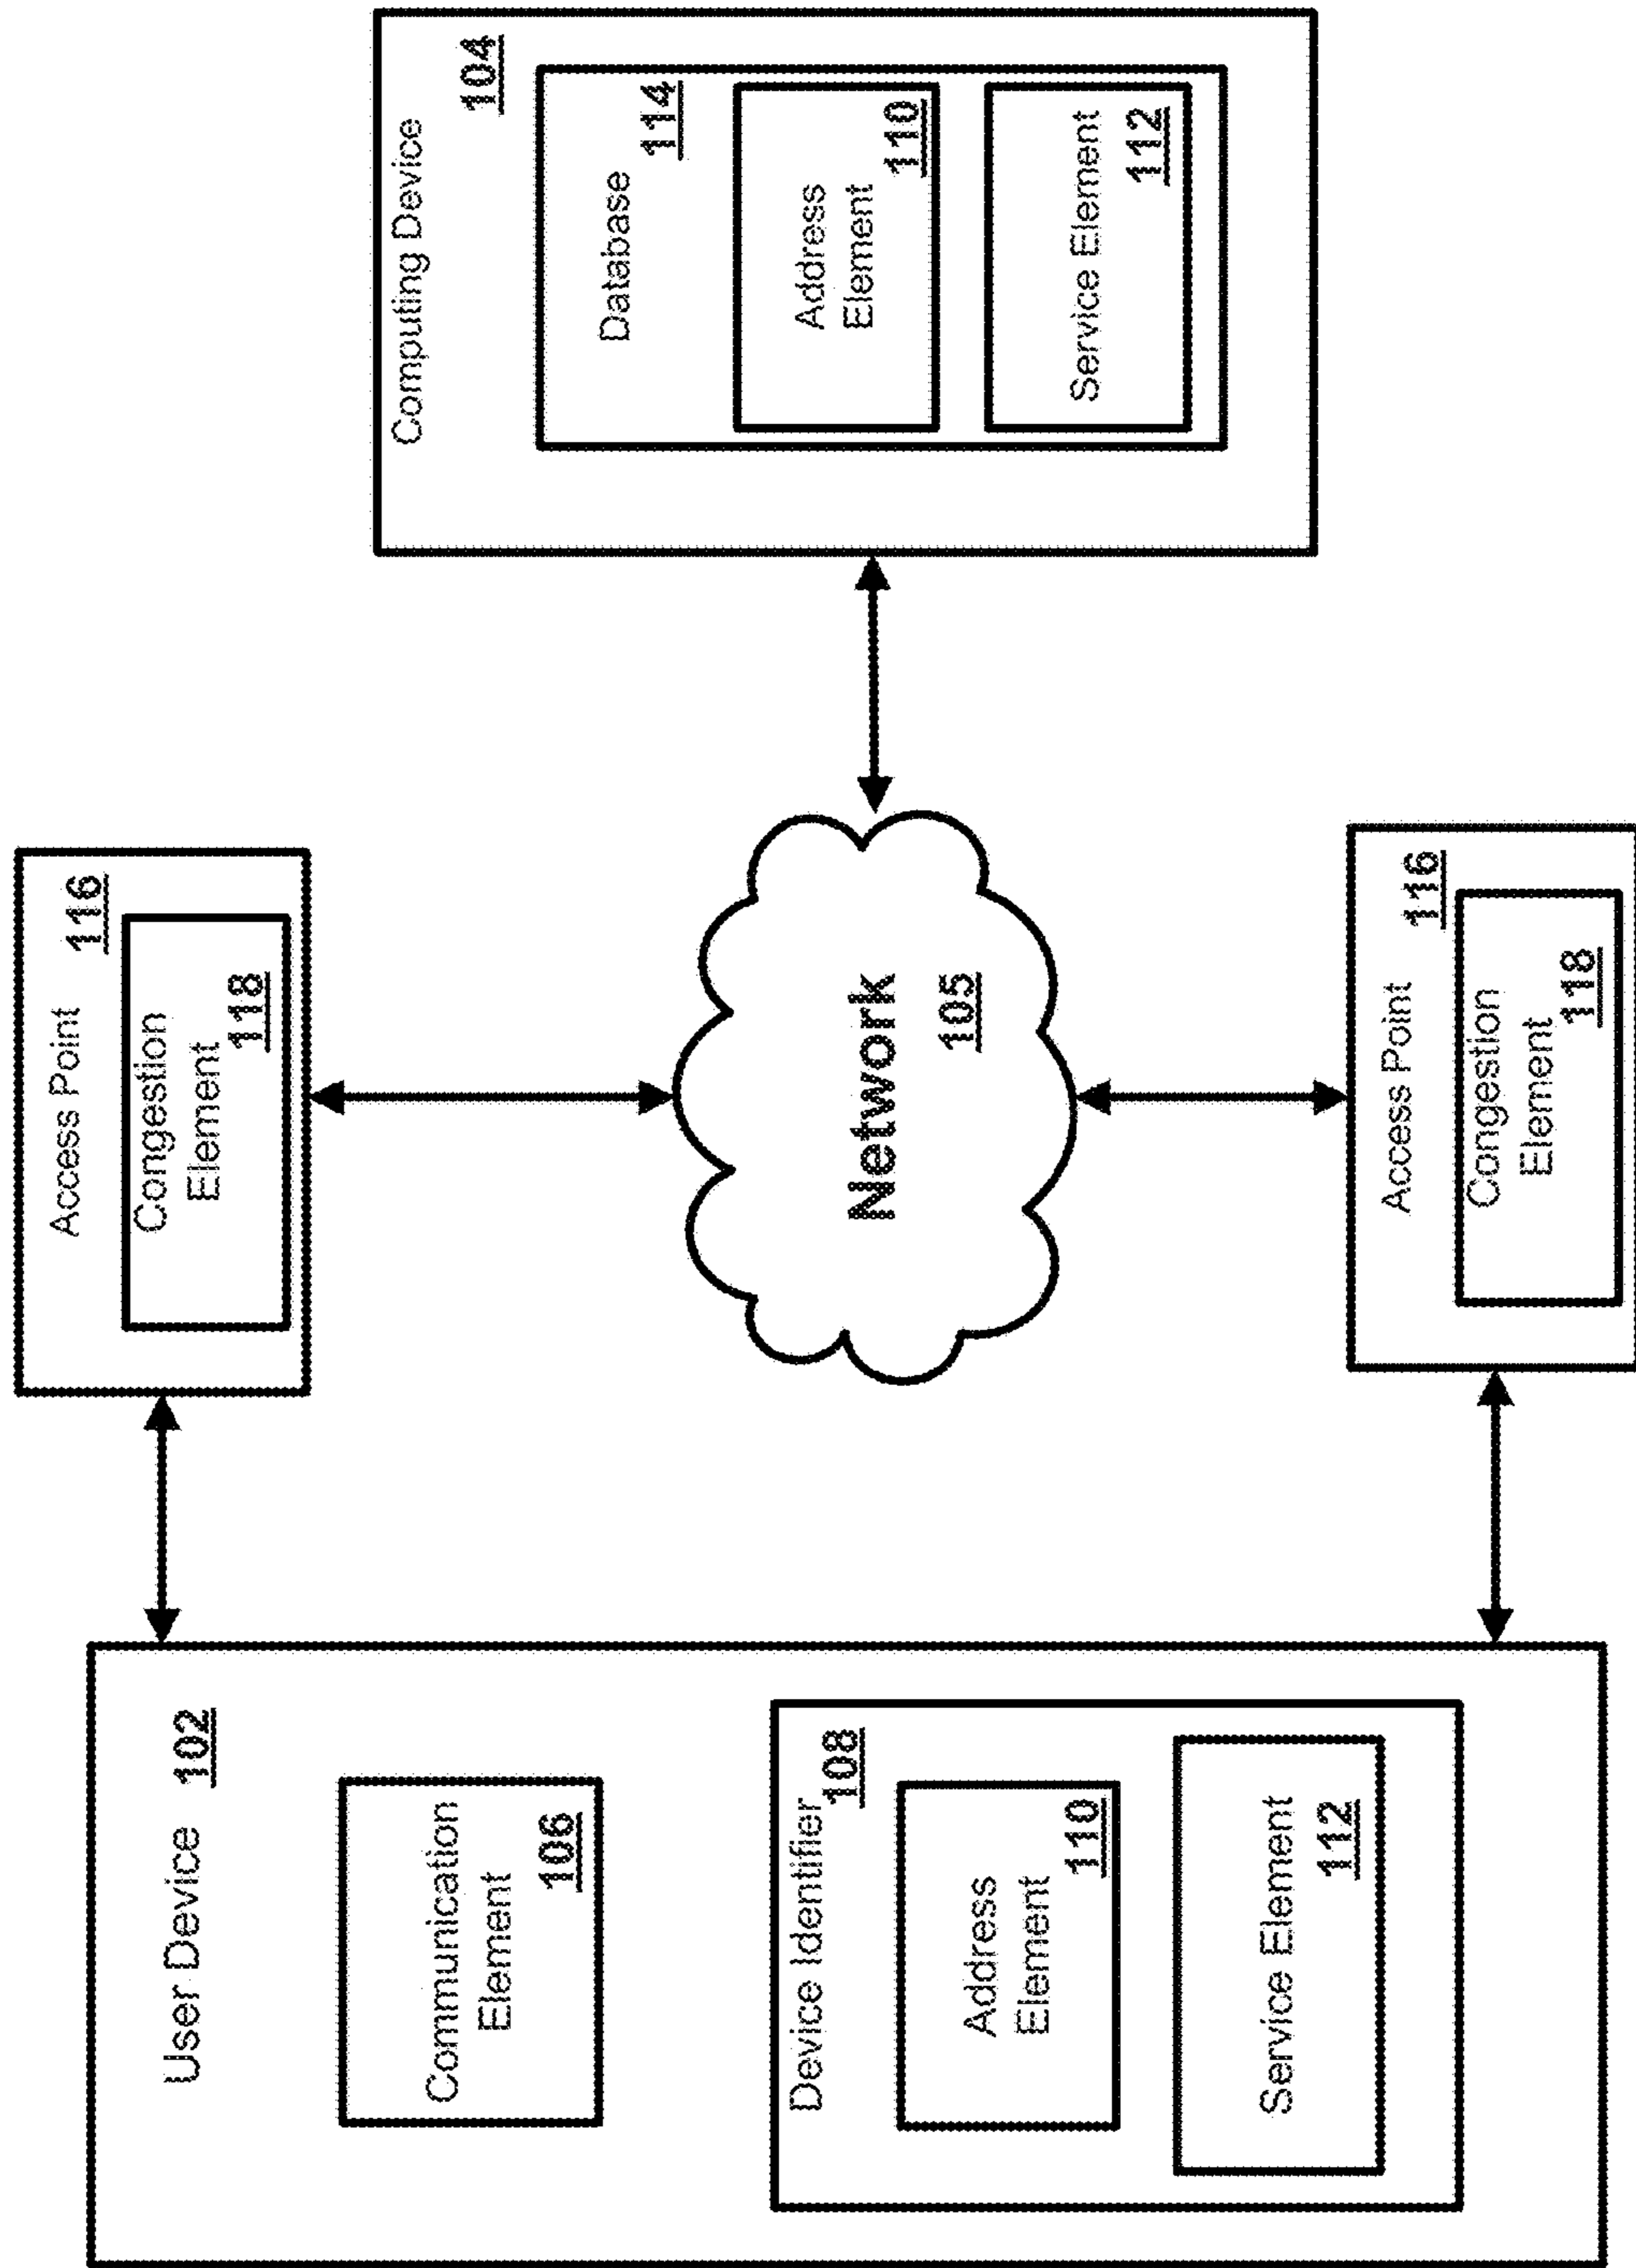 User Device 102
Communication
Element
106
Device Identifier
108
Address
Element
110
Service Element
112
Access Point
116
Congestion
Element
118
Network
105
Access Point
116
Congestion
Element
118
Computing Device
104
Database
114
Address
Element
110
Service Element
112